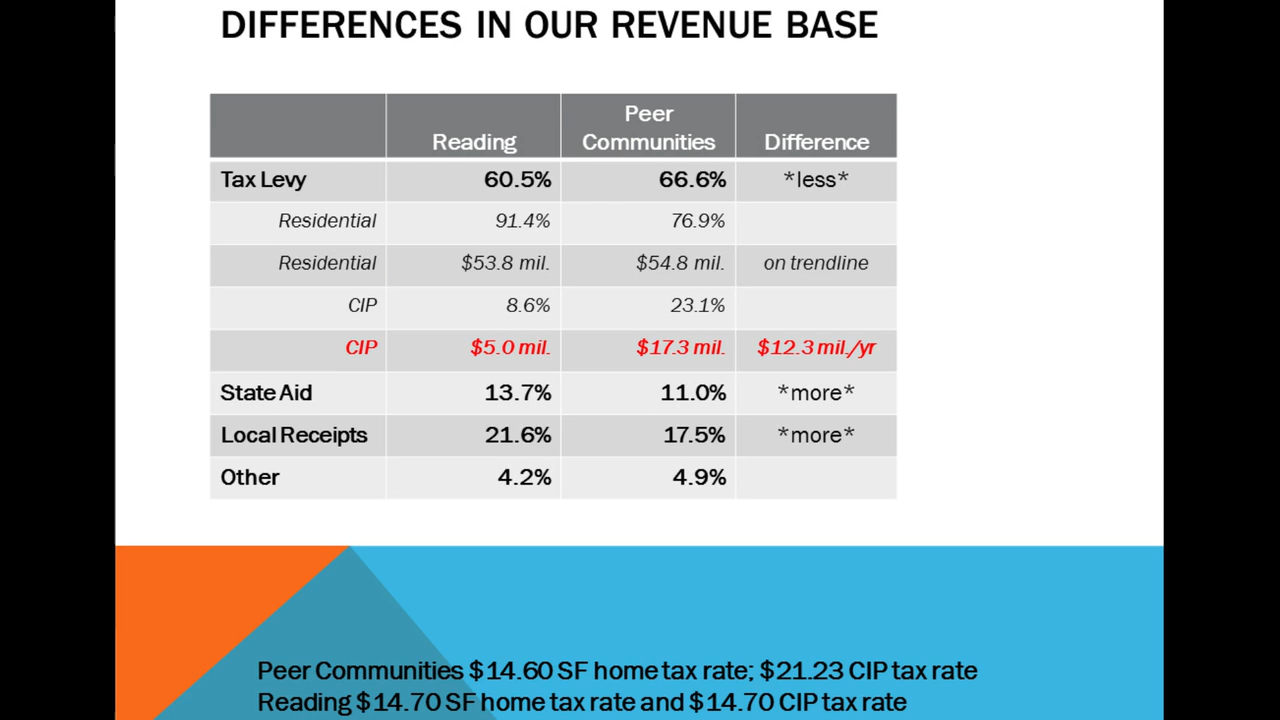 DIFFERENCES IN OUR REVENUE BASE
Peer
Reading Communities Difference
Tax Levy 60.5% 66.6% *less*
Residential 91.4% 76.9%
Residential $53.8 mil. $54.8 mil. on trendline
CIP 8.6% 23.1%
CIP $5.0 mil. $17.3 mil. $12.3 mil./yr
State Aid 13.7% 11.0% *more*
Local Receipts 21.6% 17.5% *more*
Other 4.2% 4.9%
Peer Communities $14.60 SF home tax rate; $21.23 CIP tax rate
Reading $14.70 SF home tax rate and $14.70 CIP tax rate